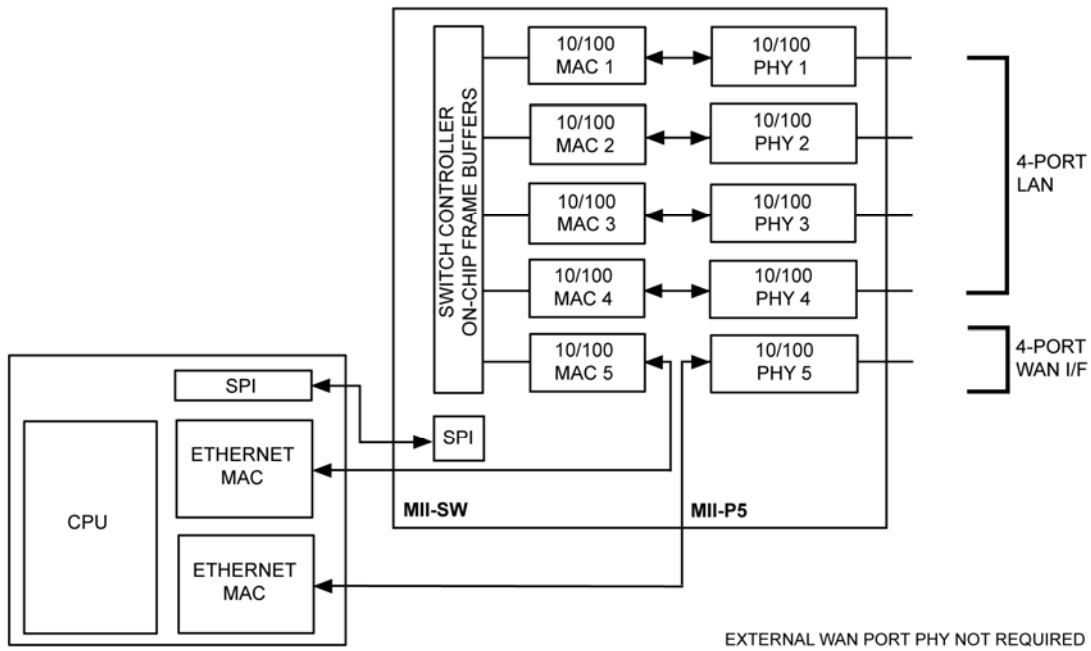 SWITCH CONTROLLER
ON-CHIP FRAME BUFFERS
10/100
MAC 1
10/100
PHY 1
10/100
MAC 2
10/100
PHY 2
10/100
MAC 3
10/100
PHY 3
10/100
MAC 4
10/100
PHY 4
10/100
MAC 5
10/100
PHY 5
4-PORT
LAN
4-PORT
WAN I/F
SPI
SPI
ETHERNET
MAC
CPU
ETHERNET
MAC
MII-SW
MII-P5
EXTERNAL WAN PORT PHY NOT REQUIRED